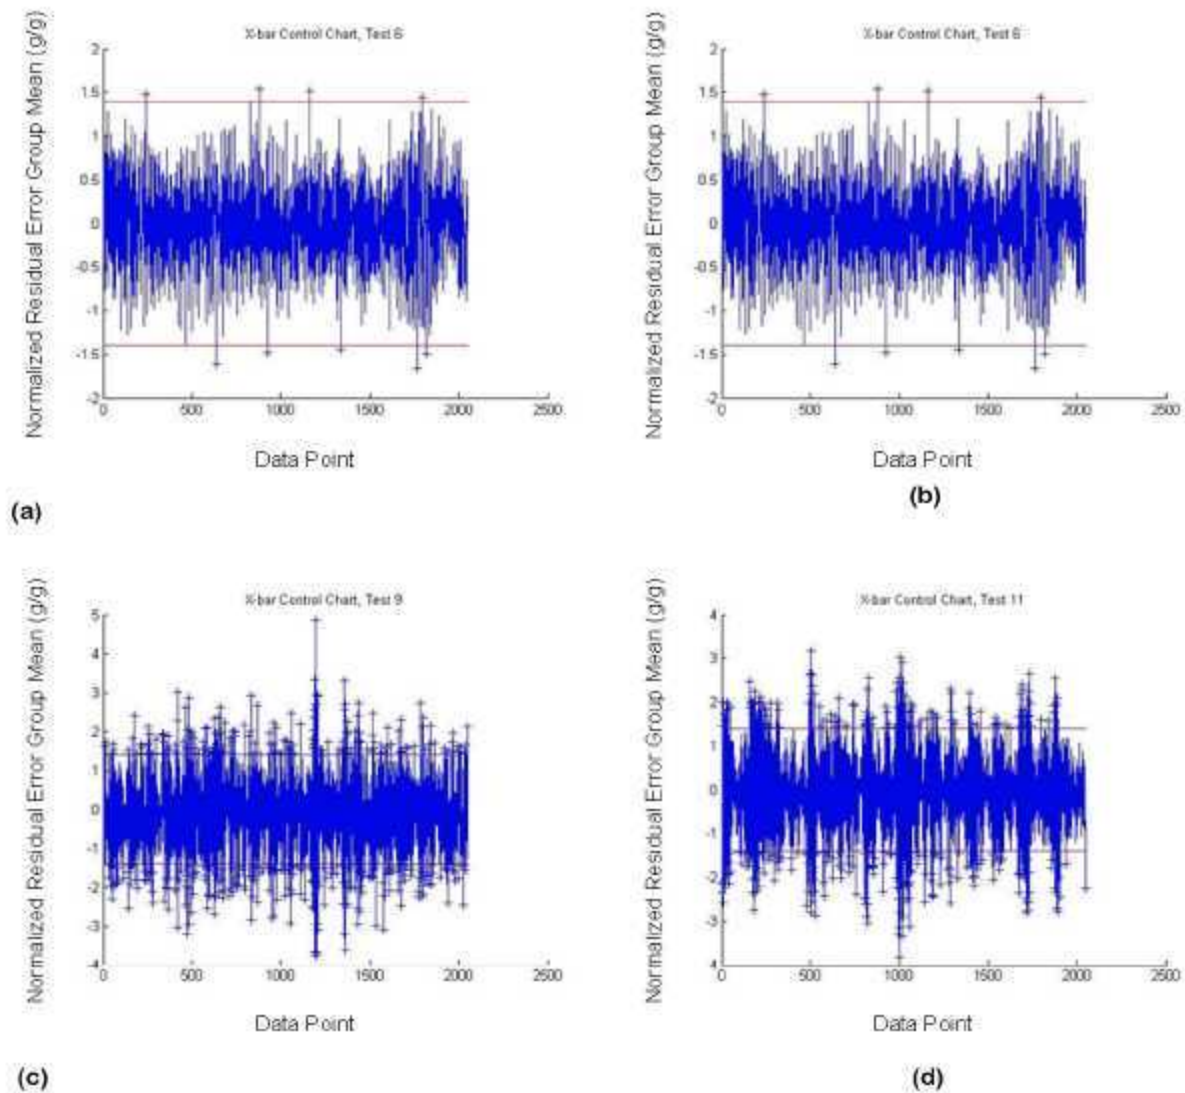 X-bar Control Chart, Test 6
Normalized Residual Error Group Mean (g/g)
2
1.5
1
0.5
0
-0.5
-1
-1.5
-2
0 500 1000 1500 2000 2500
Data Point
(a)
X-bar Control Chart, Test 6
Normalized Residual Error Group Mean (g/g)
2
1.5
1
0.5
0
-0.5
-1
-1.5
-2
0 500 1000 1500 2000 2500
Data Point
(b)
X-bar Control Chart, Test 9
Normalized Residual Error Group Mean (g/g)
5
4
3
2
1
0
-1
-2
-3
-4
0 500 1000 1500 2000 2500
Data Point
(c)
X-bar Control Chart, Test 11
Normalized Residual Error Group Mean (g/g)
4
3
2
1
0
-1
-2
-3
4
0 500 1000 1500 2000 2500
Data Point
(d)